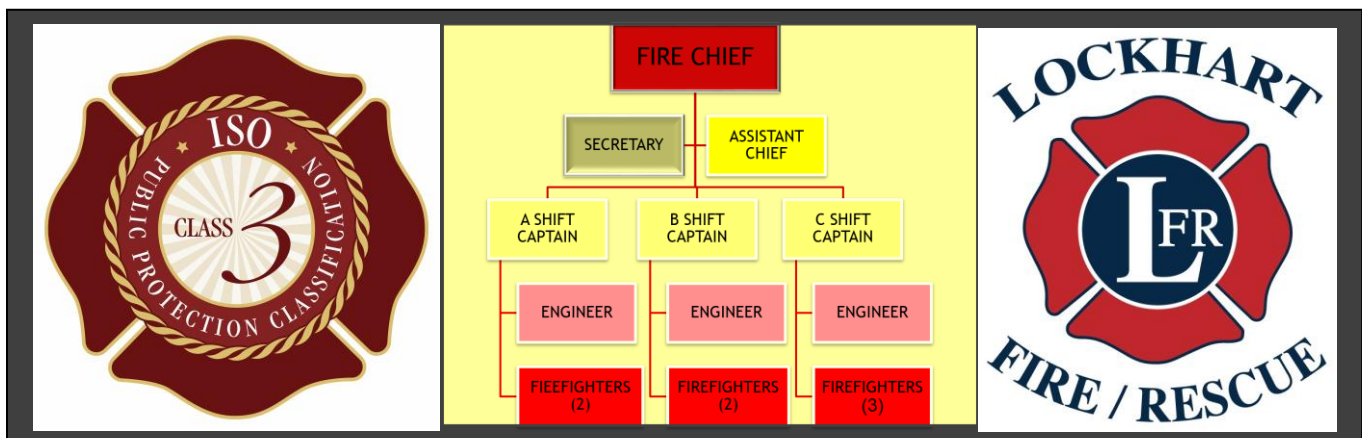 ISO
PUBLIC PROTECTION CLASSIFICATION
CLASS 3
FIRE CHIEF
SECRETARY
ASSISTANT
CHIEF
A SHIFT
CAPTAIN
B SHIFT
CAPTAIN
C SHIFT
CAPTAIN
ENGINEER
ENGINEER
ENGINEER
FIEEFIGHTERS
(2)
FIREFIGHTERS
(2)
FIREFIGHTERS
(3)
LOCKHART
LFR
FIRE / RESCUE